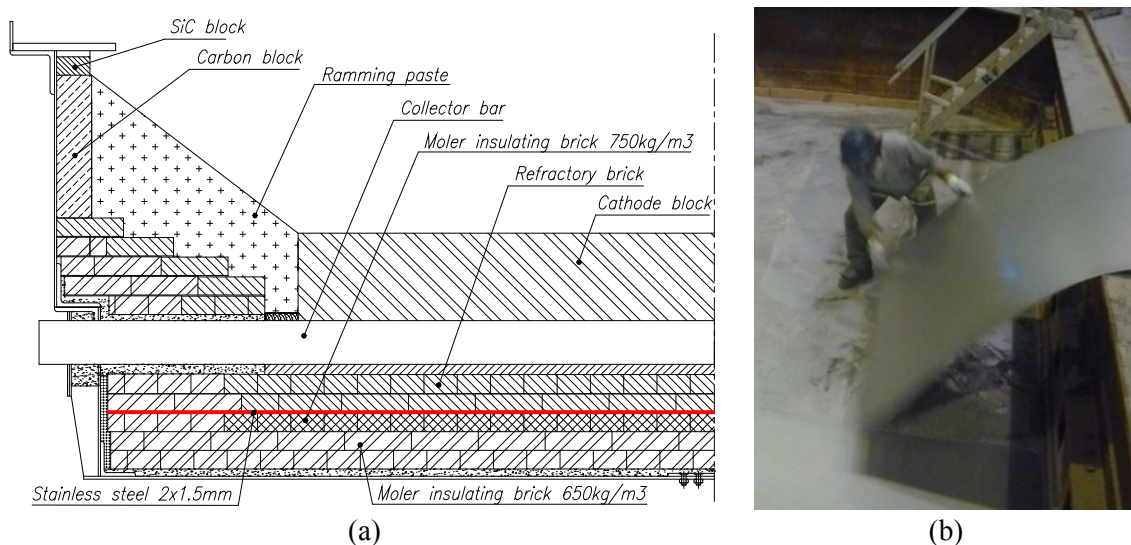 SiC block
Carbon block
Ramming paste
Collector bar
Moler insulating brick 750kg/m3
Refractory brick
Cathode block
Stainless steel 2x1.5mm
Moler insulating brick 650kg/m3
(a)
(b)